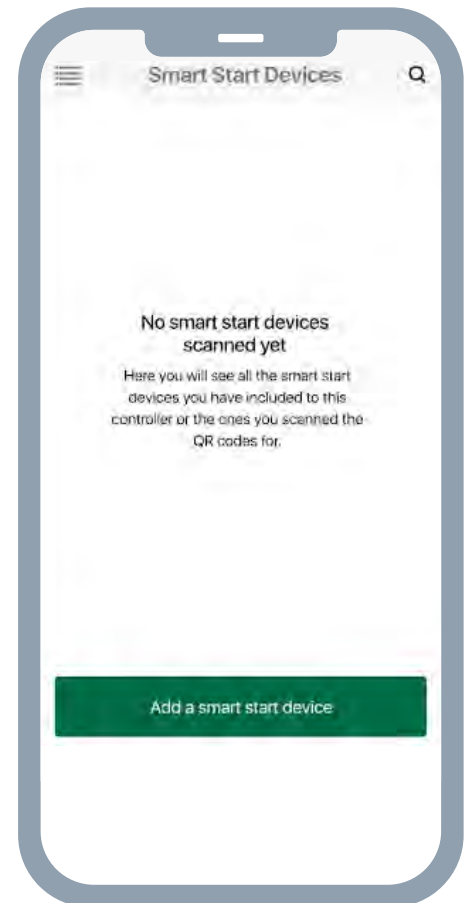 Smart Start Devices
No smart start devices
scanned yet
Here you will see all the smart start
devices you have included to this
controller or the ones you scanned the
QR codes for.
Add a smart start device